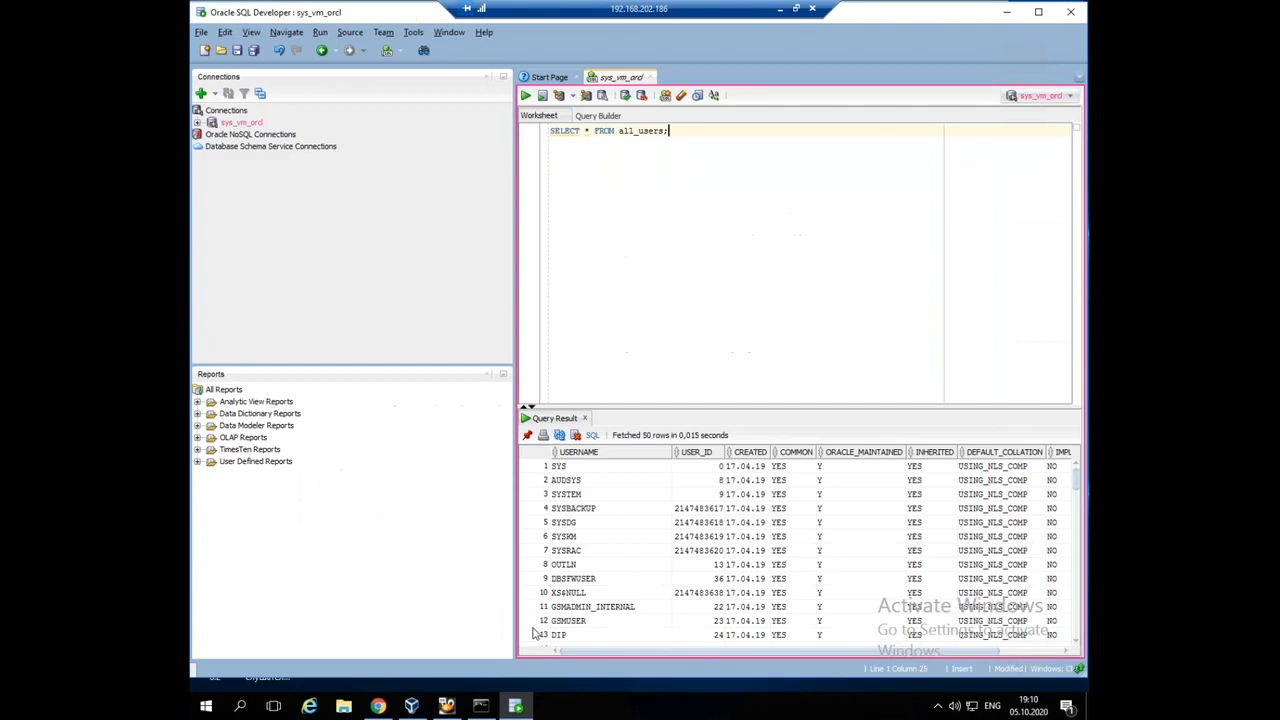 Oracle SQL Developer : sys_vm_orcl
192.168.202.186
File Edit View Navigate Run Source Team Tools Window Help
Connections
Start Page
sys_vm_orcl
Connections
sys_vm_orcl
Oracle NoSQL Connections
Database Schema Service Connections
sys_vm_orcl
Worksheet
Query Builder
SELECT * FROM all_users;
Reports
All Reports
Analytic View Reports
Data Dictionary Reports
Data Modeler Reports
OLAP Reports
TimesTen Reports
User Defined Reports
Query Result
SQL
Fetched 50 rows in 0,015 seconds
USERNAME USER_ID CREATED COMMON ORACLE_MAINTAINED INHERITED DEFAULT_COLLATION IMPL
1 SYS 0 17.04.19 YES Y YES USING_NLS_COMP NO
2 AUDSYS 8 17.04.19 YES Y YES USING_NLS_COMP NO
3 SYSTEM 9 17.04.19 YES Y YES USING_NLS_COMP NO
4 SYSBACKUP 2147483617 17.04.19 YES Y YES USING_NLS_COMP NO
5 SYSDG 2147483618 17.04.19 YES Y YES USING_NLS_COMP NO
6 SYSKM 2147483619 17.04.19 YES Y YES USING_NLS_COMP NO
7 SYSRAC 2147483620 17.04.19 YES Y YES USING_NLS_COMP NO
8 OUTLN 13 17.04.19 YES Y YES USING_NLS_COMP NO
9 DBSFWUSER 36 17.04.19 YES Y YES USING_NLS_COMP NO
10 XS$NULL 2147483638 17.04.19 YES Y YES USING_NLS_COMP NO
11 GSMADMIN_INTERNAL 22 17.04.19 YES Y YES USING_NLS_COMP NO
12 GSMUSER 23 17.04.19 YES Y YES USING_NLS_COMP NO
13 DIP 24 17.04.19 YES Y YES USING_NLS_COMP NO
Activate Windows
Go to Settings to activate
Windows.
Line 1 Column 25
Insert
Modified
Windows: C
19:10
ENG
05.10.2020